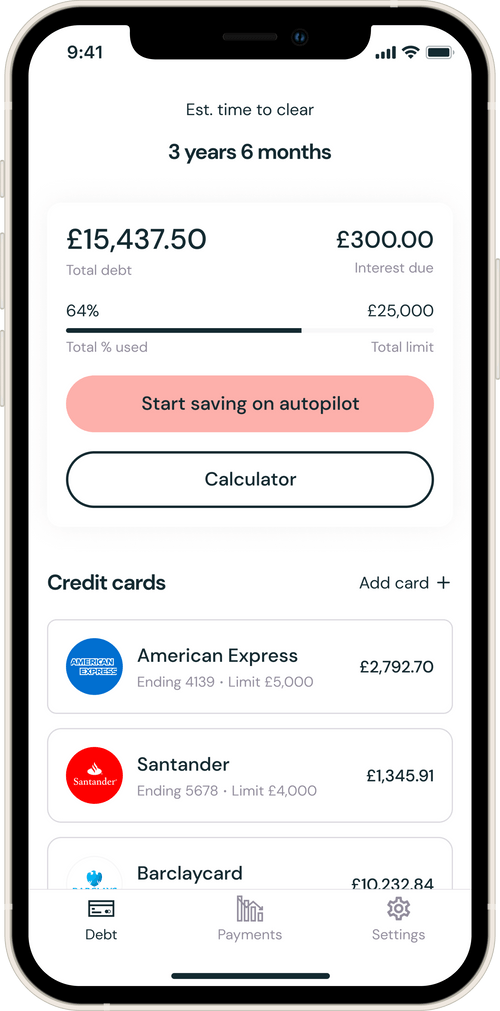 9:41
Est. time to clear
3 years 6 months
£15,437.50 £300.00
Total debt Interest due
64% £25,000
Total % used Total limit
Start saving on autopilot
Calculator
Credit cards Add card +
AMERICAN
EXPRESS
American Express
Ending 4139 · Limit £5,000
£2,792.70
Santander
Santander
Ending 5678 · Limit £4,000
£1,345.91
Barclaycard
£10,232.84
Debt Payments Settings